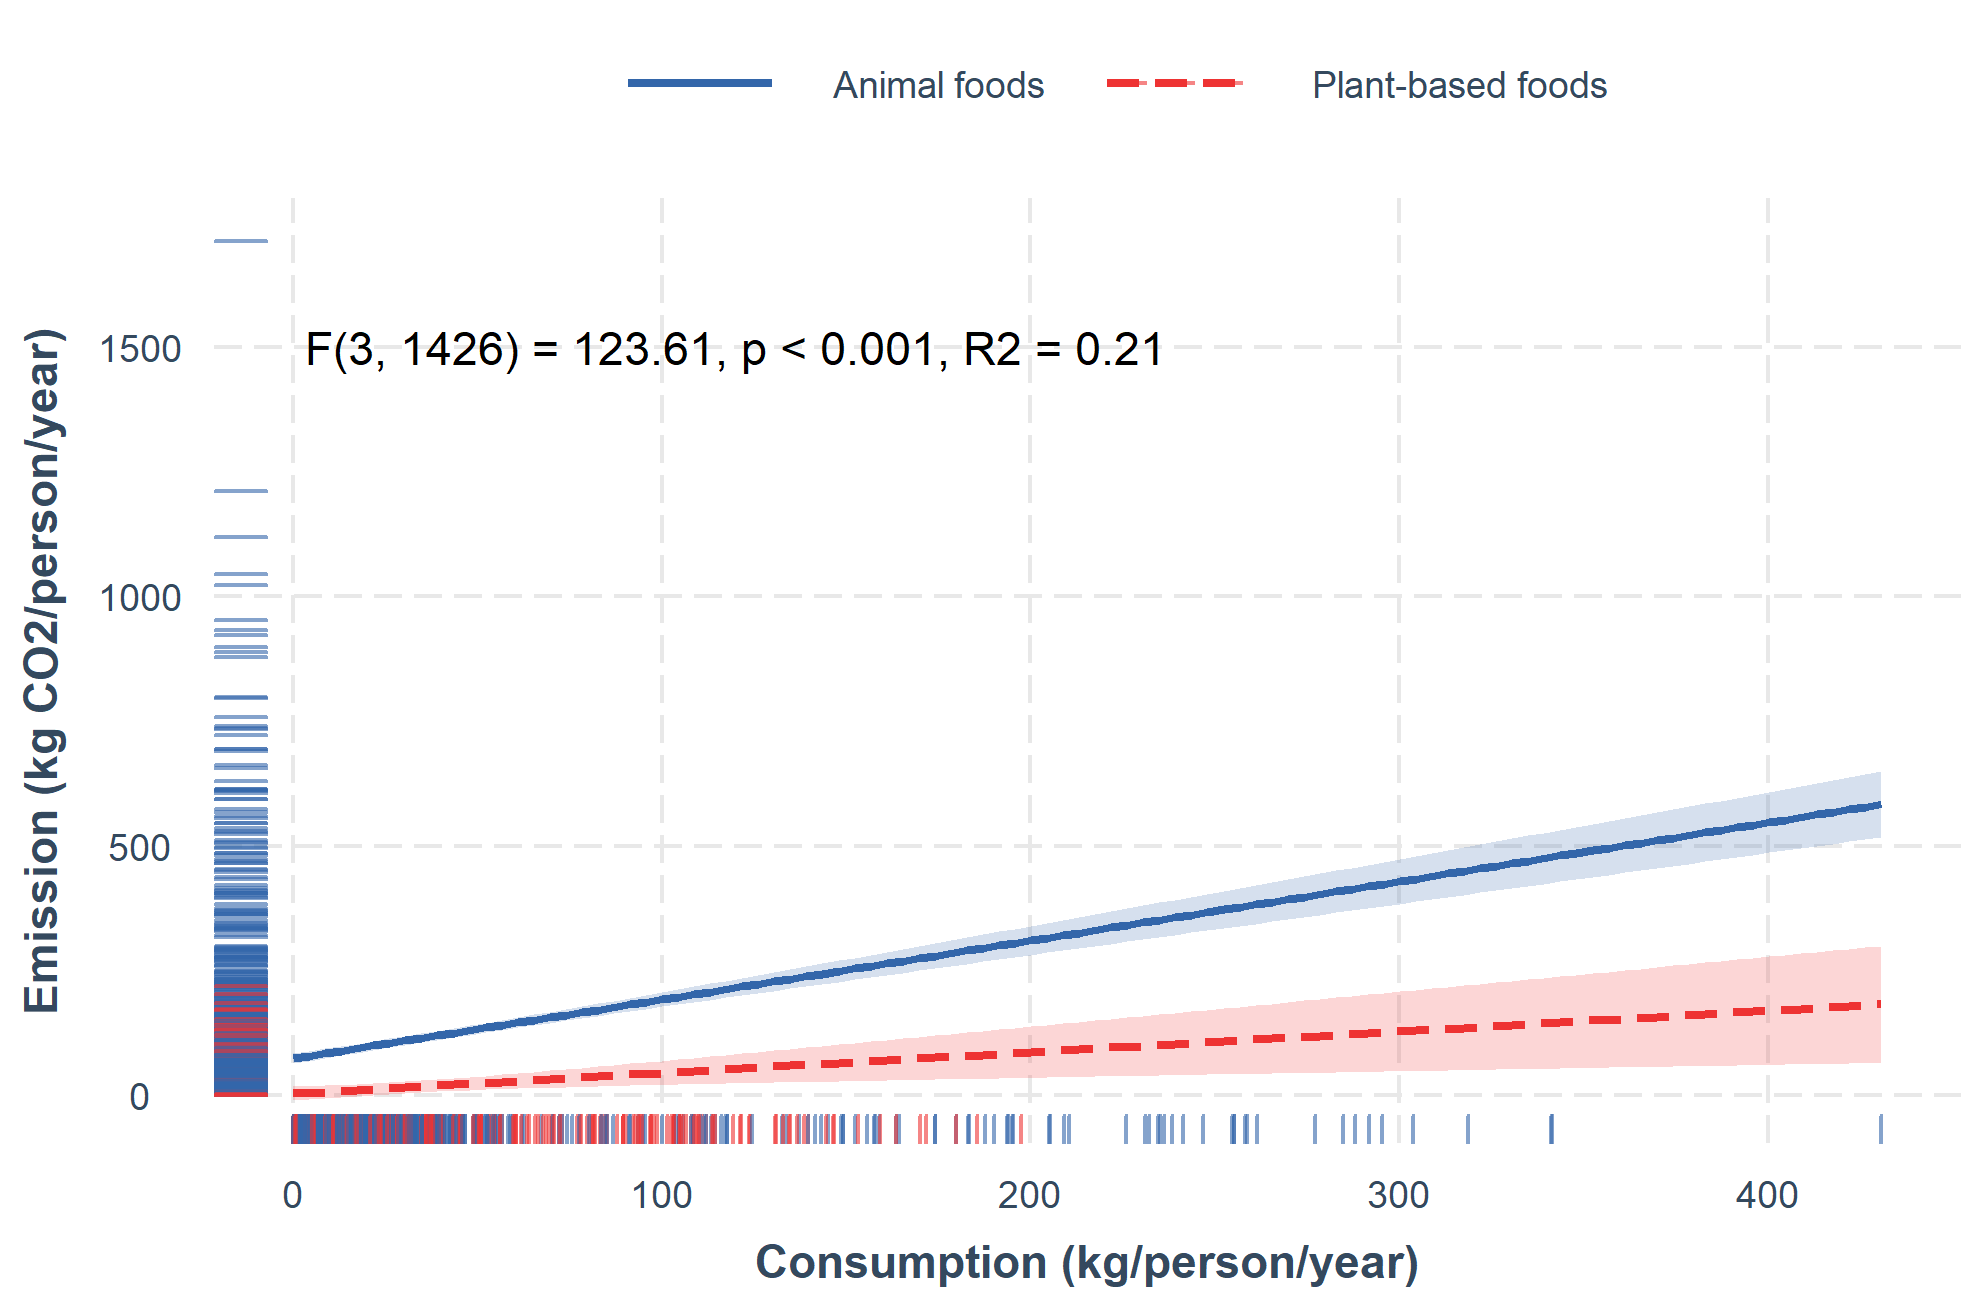 Animal foods Plant-based foods
F(3, 1426) = 123.61, p < 0.001, R2 = 0.21
Emission (kg CO2/person/year)
1500
1000
500
0
0 100 200 300 400
Consumption (kg/person/year)